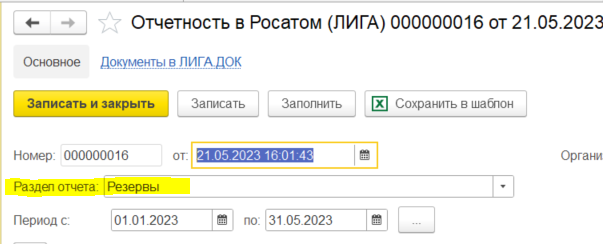 Отчетность в Росатом (ЛИГА) 000000016 от 21.05.2023
Основное Документы в ЛИГА.ДОК
Записать и закрыть Записать Заполнить Сохранить в шаблон
Номер: 000000016 от: 21.05.2023 16:01:43 Органи
Раздел отчета: Резервы
Период с: 01.01.2023 по: 31.05.2023 ...